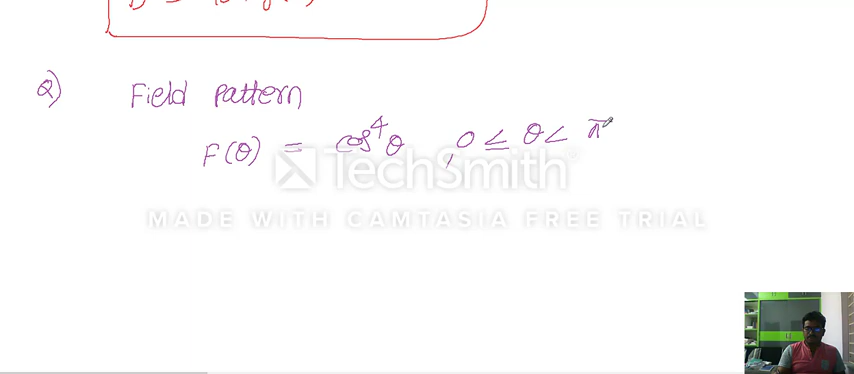 Q) Field Pattern
F(θ) = cos⁴θ , 0 ≤ θ < π
TechSmith
MADE WITH CAMTASIA FREE TRIAL